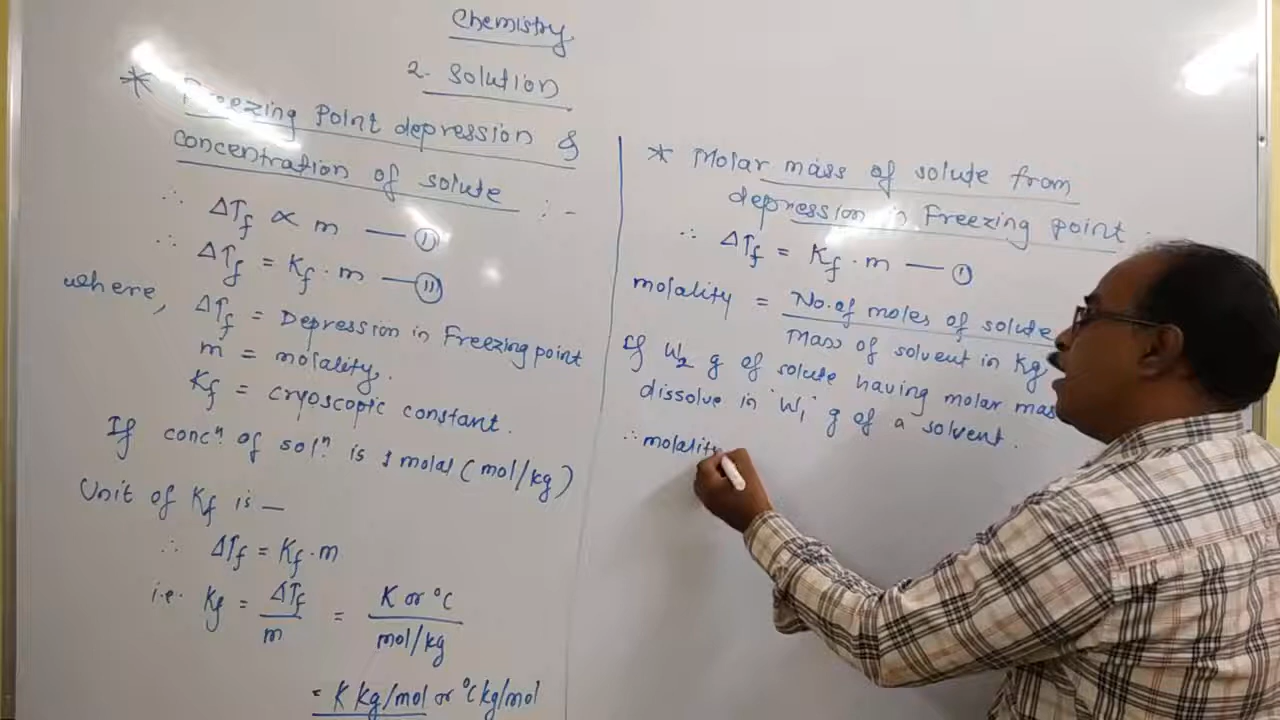 Chemistry
2. Solution
* Freezing Point depression &
concentration of solute :-
∴ ΔTf ∝ m — (I)
∴ ΔTf = Kf · m — (II)
where, ΔTf = Depression in Freezing point
m = molality.
Kf = cryoscopic constant.
If concⁿ of solⁿ is 1 molal (mol/kg)
Unit of Kf is —
∴ ΔTf = Kf · m
i.e. Kf = ΔTf / m = K or °C / mol/kg
= K kg/mol or °C kg/mol
* Molar mass of solute from
depression in Freezing point :
∴ ΔTf = Kf · m — (I)
molality = No. of moles of solute / Mass of solvent in kg
If W₂ g of solute having molar mass
dissolve in 'W₁' g of a solvent.
∴ molality